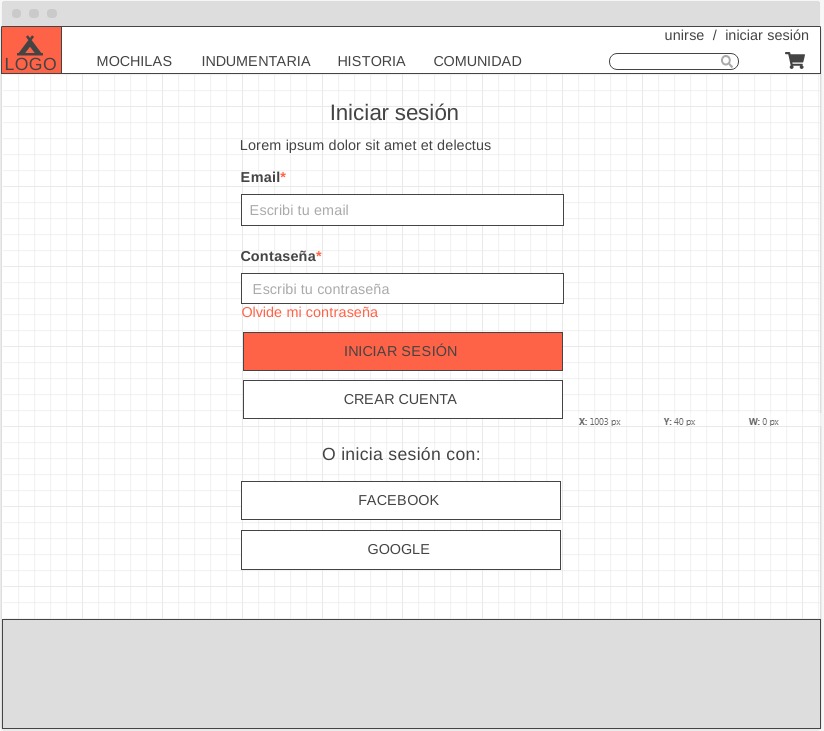 unirse / iniciar sesión
LOGO
MOCHILAS INDUMENTARIA HISTORIA COMUNIDAD
Iniciar sesión
Lorem ipsum dolor sit amet et delectus
Email*
Escribi tu email
Contaseña*
Escribi tu contraseña
Olvide mi contraseña
INICIAR SESIÓN
CREAR CUENTA
X: 1003 px Y: 40 px W: 0 px
O inicia sesión con:
FACEBOOK
GOOGLE